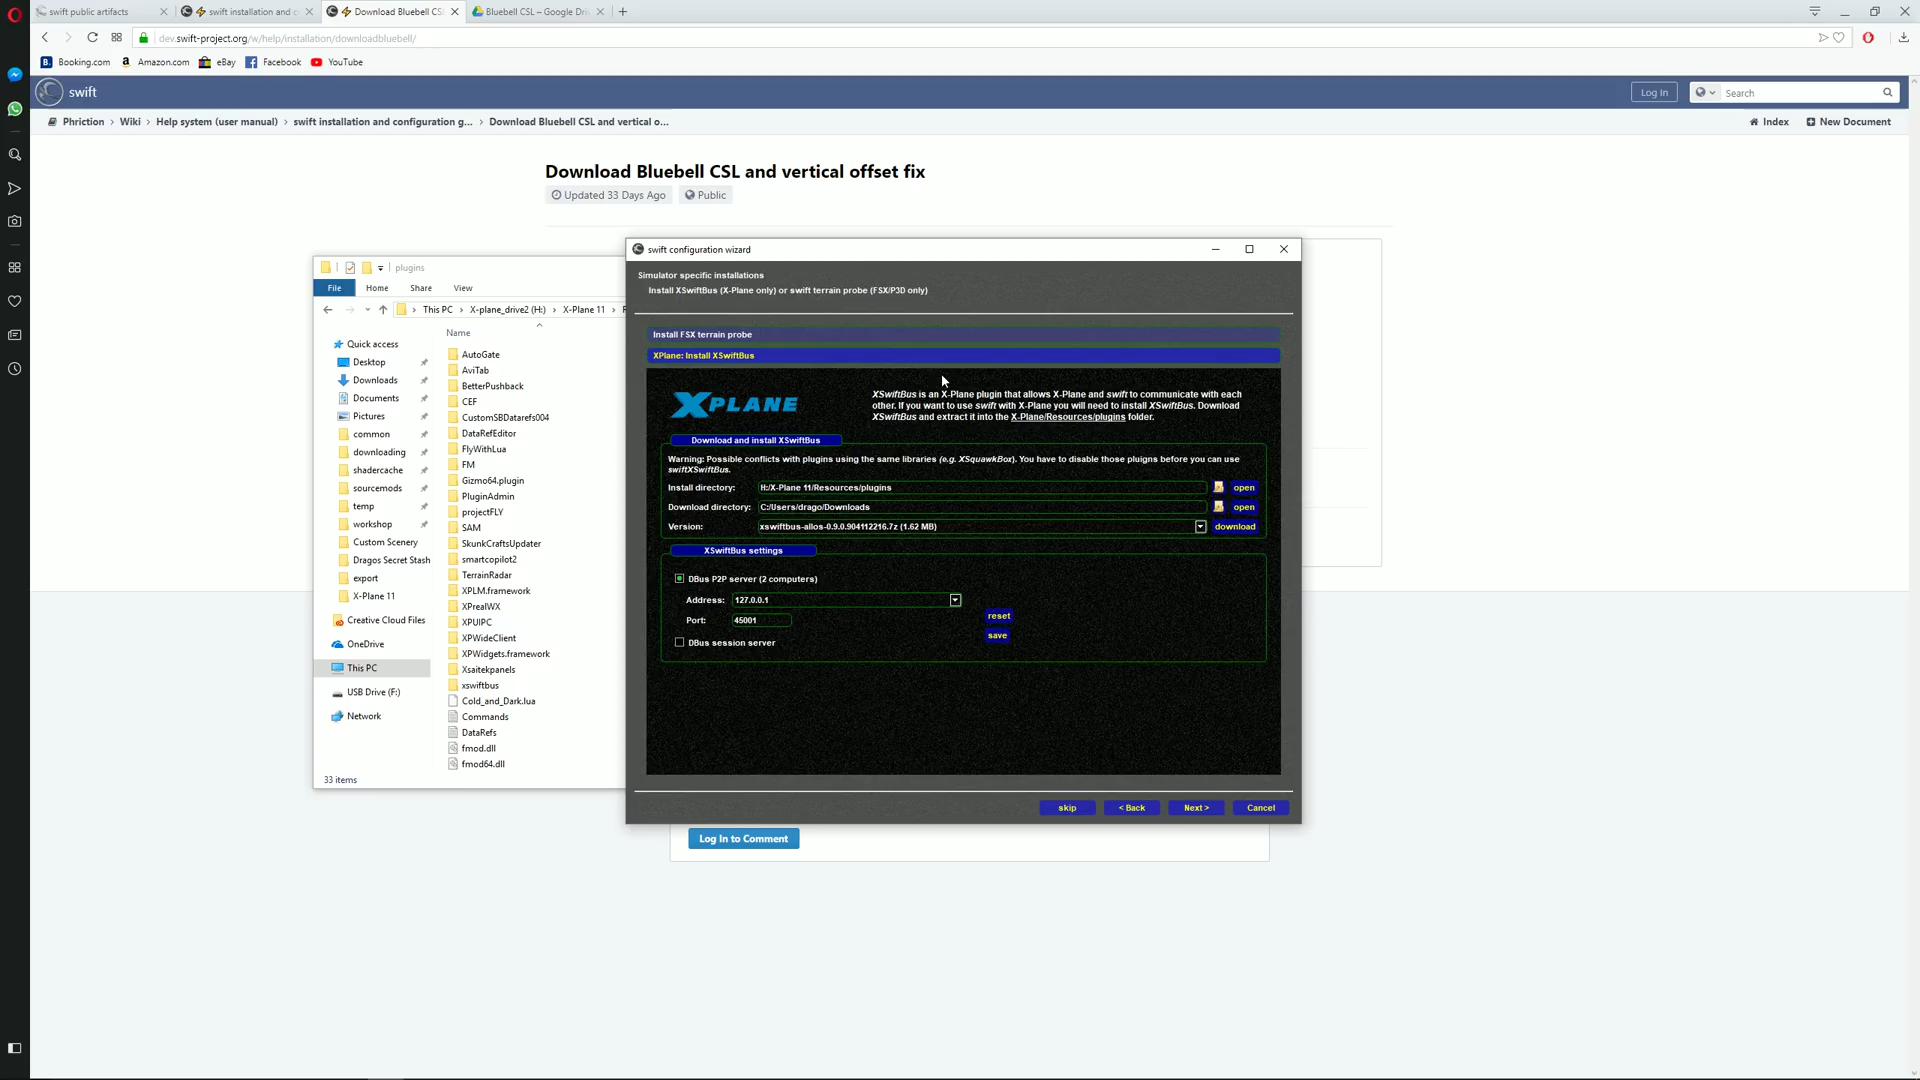 swift public artifacts
swift installation and c
Download Bluebell CS
Bluebell CSL – Google Dri
dev.swift-project.org/w/help/installation/downloadbluebell/
Booking.com
Amazon.com
eBay
Facebook
YouTube
swift
Log In
Search
Phriction
Wiki
Help system (user manual)
swift installation and configuration g...
Download Bluebell CSL and vertical o...
Index
New Document
Download Bluebell CSL and vertical offset fix
Updated 33 Days Ago
Public
plugins
File
Home
Share
View
This PC
X-plane_drive2 (H:)
X-Plane 11
Name
Quick access
Desktop
Downloads
Documents
Pictures
common
downloading
shadercache
sourcemods
temp
workshop
Custom Scenery
Dragos Secret Stash
export
X-Plane 11
Creative Cloud Files
OneDrive
This PC
USB Drive (F:)
Network
AutoGate
AviTab
BetterPushback
CEF
CustomSBDatarefs004
DataRefEditor
FlyWithLua
FM
Gizmo64.plugin
PluginAdmin
projectFLY
SAM
SkunkCraftsUpdater
smartcopilot2
TerrainRadar
XPLM.framework
XPrealWX
XPUIPC
XPWideClient
XPWidgets.framework
Xsaitekpanels
xswiftbus
Cold_and_Dark.lua
Commands
DataRefs
fmod.dll
fmod64.dll
33 items
swift configuration wizard
Simulator specific installations
Install XSwiftBus (X-Plane only) or swift terrain probe (FSX/P3D only)
Install FSX terrain probe
XPlane: Install XSwiftBus
XPLANE
XSwiftBus is an X-Plane plugin that allows X-Plane and swift to communicate with each
other. If you want to use swift with X-Plane you will need to install XSwiftBus. Download
XSwiftBus and extract it into the X-Plane/Resources/plugins folder.
Download and install XSwiftBus
Warning: Possible conflicts with plugins using the same libraries (e.g. XSquawkBox). You have to disable those pluigns before you can use
swiftXSwiftBus.
Install directory: H:/X-Plane 11/Resources/plugins open
Download directory: C:/Users/drago/Downloads open
Version: xswiftbus-allos-0.9.0.904112216.7z (1.62 MB) download
XSwiftBus settings
DBus P2P server (2 computers)
Address: 127.0.0.1
reset
Port: 45001
save
DBus session server
skip
< Back
Next >
Cancel
Log In to Comment